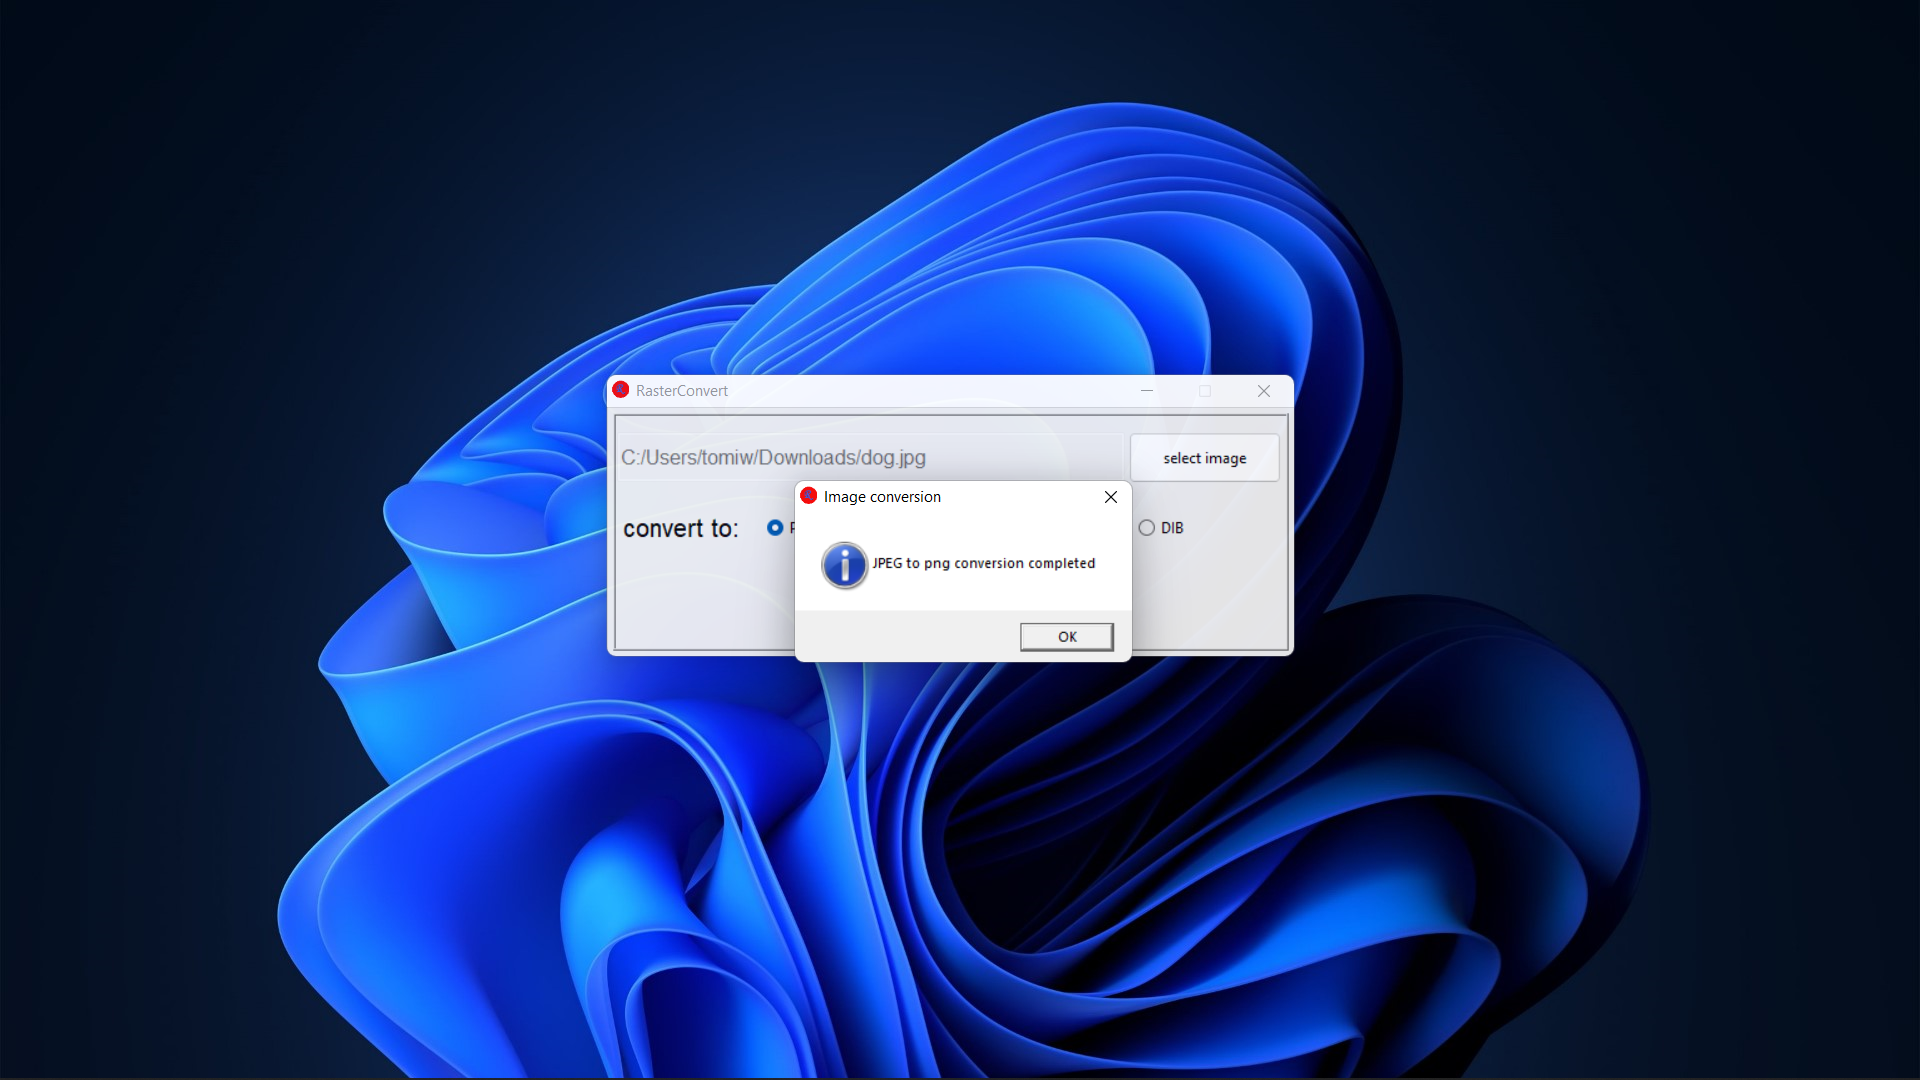 RasterConvert
C:/Users/tomiw/Downloads/dog.jpg
select image
Image conversion
convert to:
DIB
JPEG to png conversion completed
OK